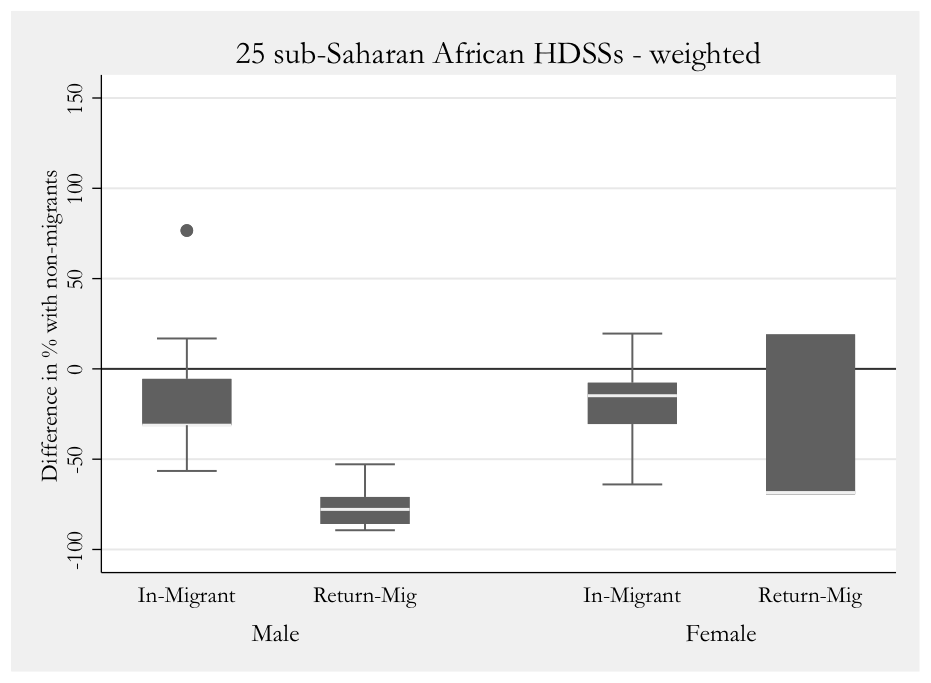 25 sub-Saharan African HDSSs - weighted
Difference in % with non-migrants
150
100
50
0
-50
-100
In-Migrant Return-Mig In-Migrant Return-Mig
Male Female